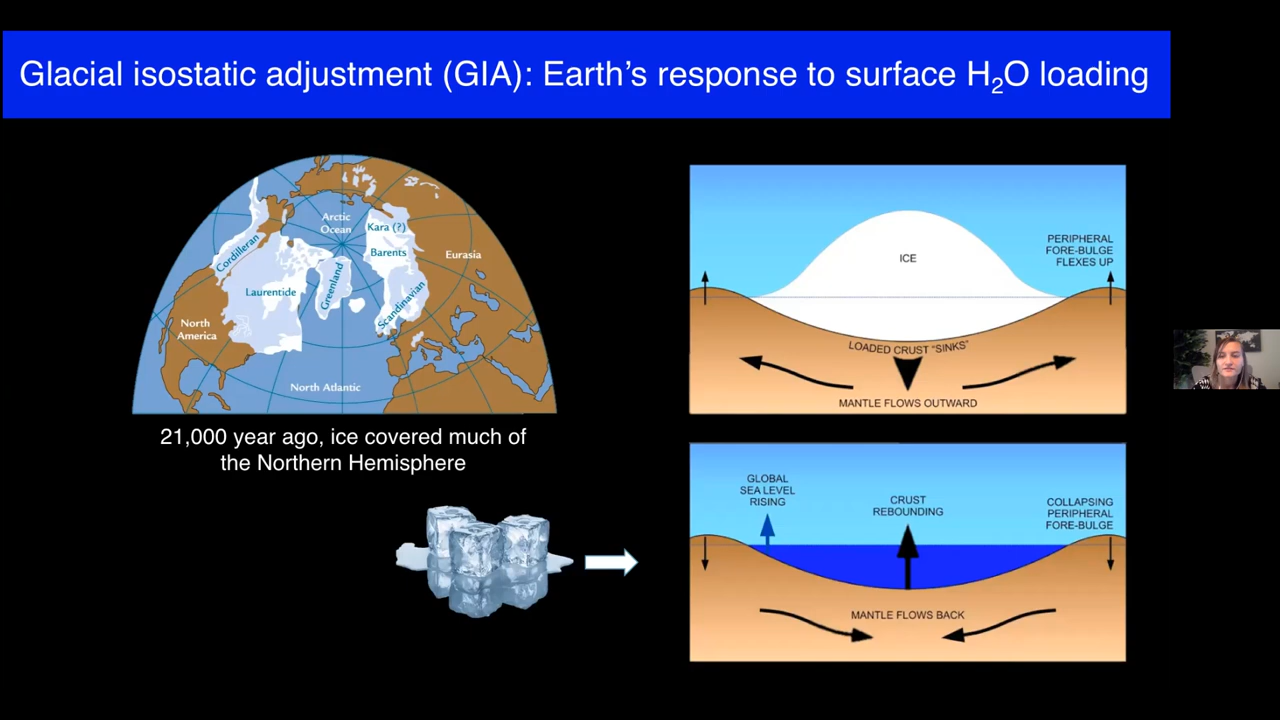 Glacial isostatic adjustment (GIA): Earth's response to surface H₂O loading
Arctic
Ocean
Kara (?)
Barents
Eurasia
Cordilleran
Laurentide
Greenland
Scandinavian
North
America
North Atlantic
21,000 year ago, ice covered much of
the Northern Hemisphere
ICE
PERIPHERAL
FORE-BULGE
FLEXES UP
LOADED CRUST "SINKS"
MANTLE FLOWS OUTWARD
GLOBAL
SEA LEVEL
RISING
CRUST
REBOUNDING
COLLAPSING
PERIPHERAL
FORE-BULGE
MANTLE FLOWS BACK